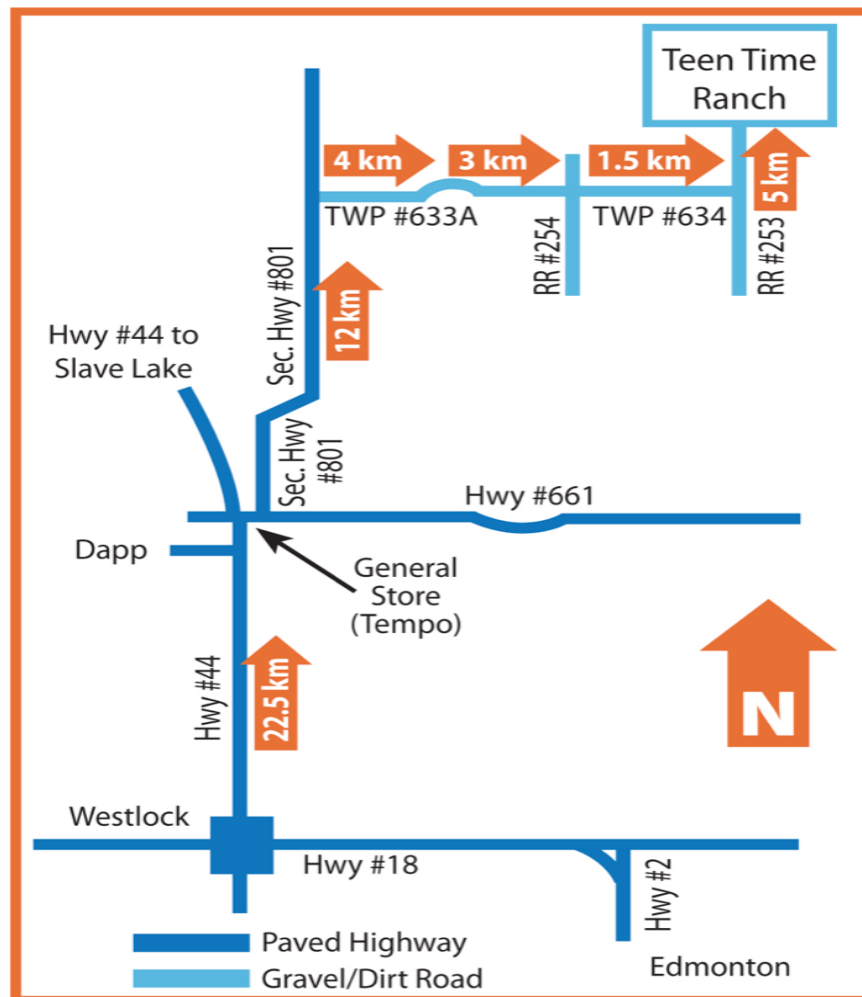 Teen Time
Ranch
4 km
3 km
1.5 km
5 km
TWP #633A
TWP #634
RR #254
RR #253
Sec. Hwy #801
12 km
Hwy #44 to
Slave Lake
Sec. Hwy
#801
Hwy #661
Dapp
General
Store
(Tempo)
Hwy #44
22.5 km
N
Westlock
Hwy #18
Hwy #2
Paved Highway
Gravel/Dirt Road
Edmonton